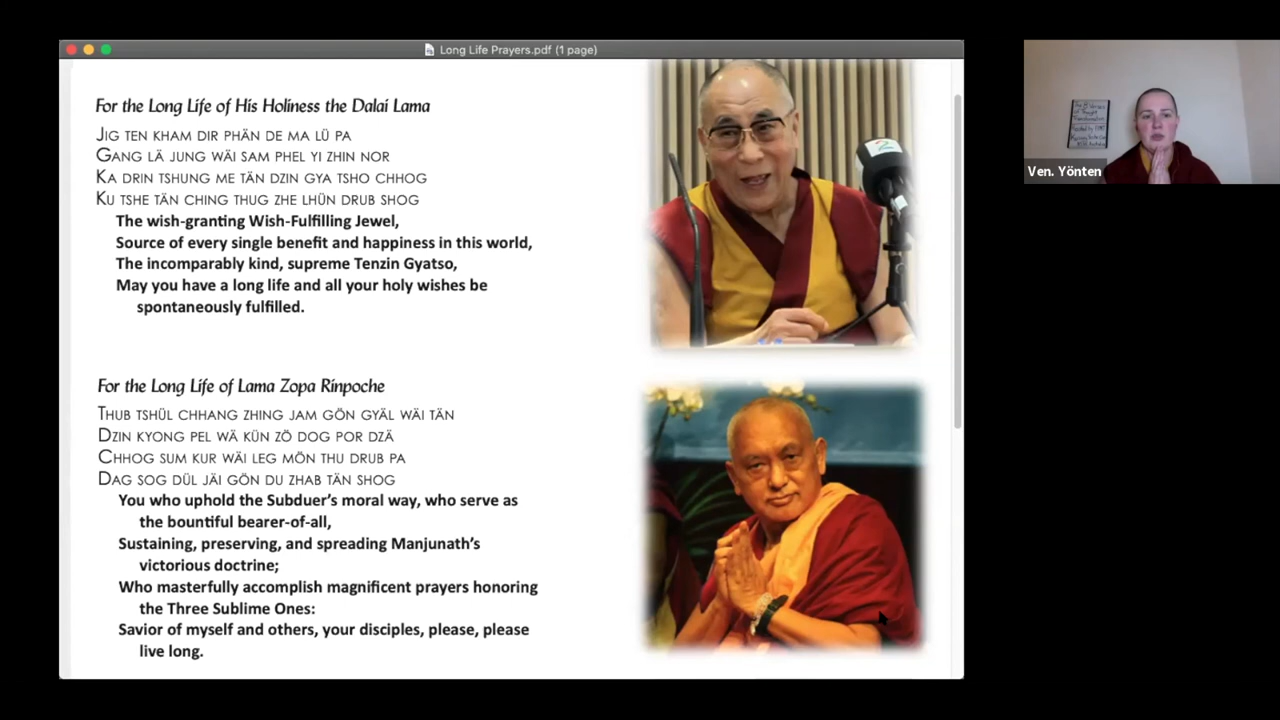 Long Life Prayers.pdf (1 page)
For the Long Life of His Holiness the Dalai Lama
JIG TEN KHAM DIR PHÄN DE MA LÜ PA
GANG LÄ JUNG WÄI SAM PHEL YI ZHIN NOR
KA DRIN TSHUNG ME TÄN DZIN GYA TSHO CHHOG
KU TSHE TÄN CHING THUG ZHE LHÜN DRUB SHOG
The wish-granting Wish-Fulfilling Jewel,
Source of every single benefit and happiness in this world,
The incomparably kind, supreme Tenzin Gyatso,
May you have a long life and all your holy wishes be
spontaneously fulfilled.
For the Long Life of Lama Zopa Rinpoche
THUB TSHÜL CHHANG ZHING JAM GÖN GYÄL WÄI TÄN
DZIN KYONG PEL WÄ KÜN ZÖ DOG POR DZÄ
CHHOG SUM KUR WÄI LEG MÖN THU DRUB PA
DAG SOG DÜL JÄI GÖN DU ZHAB TÄN SHOG
You who uphold the Subduer's moral way, who serve as
the bountiful bearer-of-all,
Sustaining, preserving, and spreading Manjunath's
victorious doctrine;
Who masterfully accomplish magnificent prayers honoring
the Three Sublime Ones:
Savior of myself and others, your disciples, please, please
live long.
2
Ven. Yönten